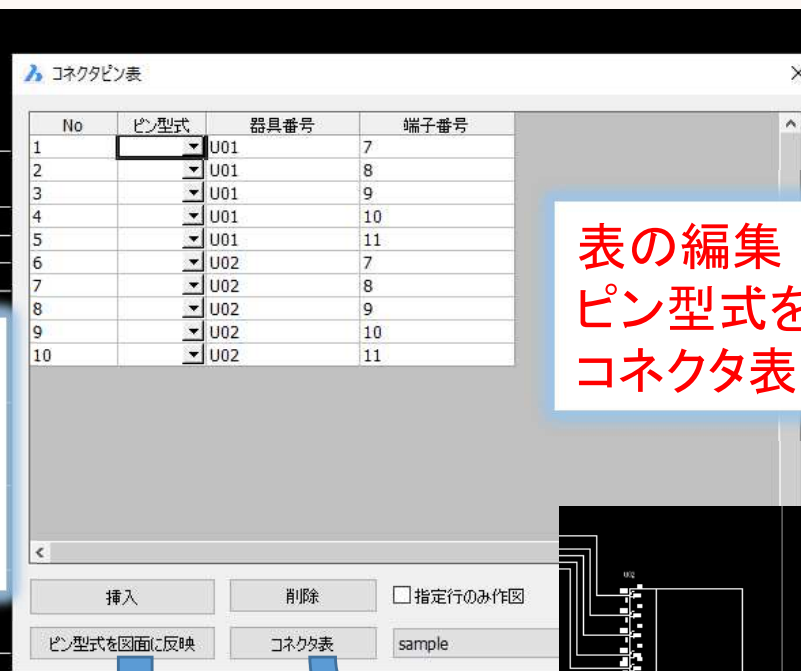 コネクタピン表
No ピン型式 器具番号 端子番号
1 U01 7
2 U01 8
3 U01 9
4 U01 10
5 U01 11
6 U02 7
7 U02 8
8 U02 9
9 U02 10
10 U02 11
表の編集
ピン型式を
コネクタ表
U02
挿入 削除 指定行のみ作図
ピン型式を図面に反映 コネクタ表 sample